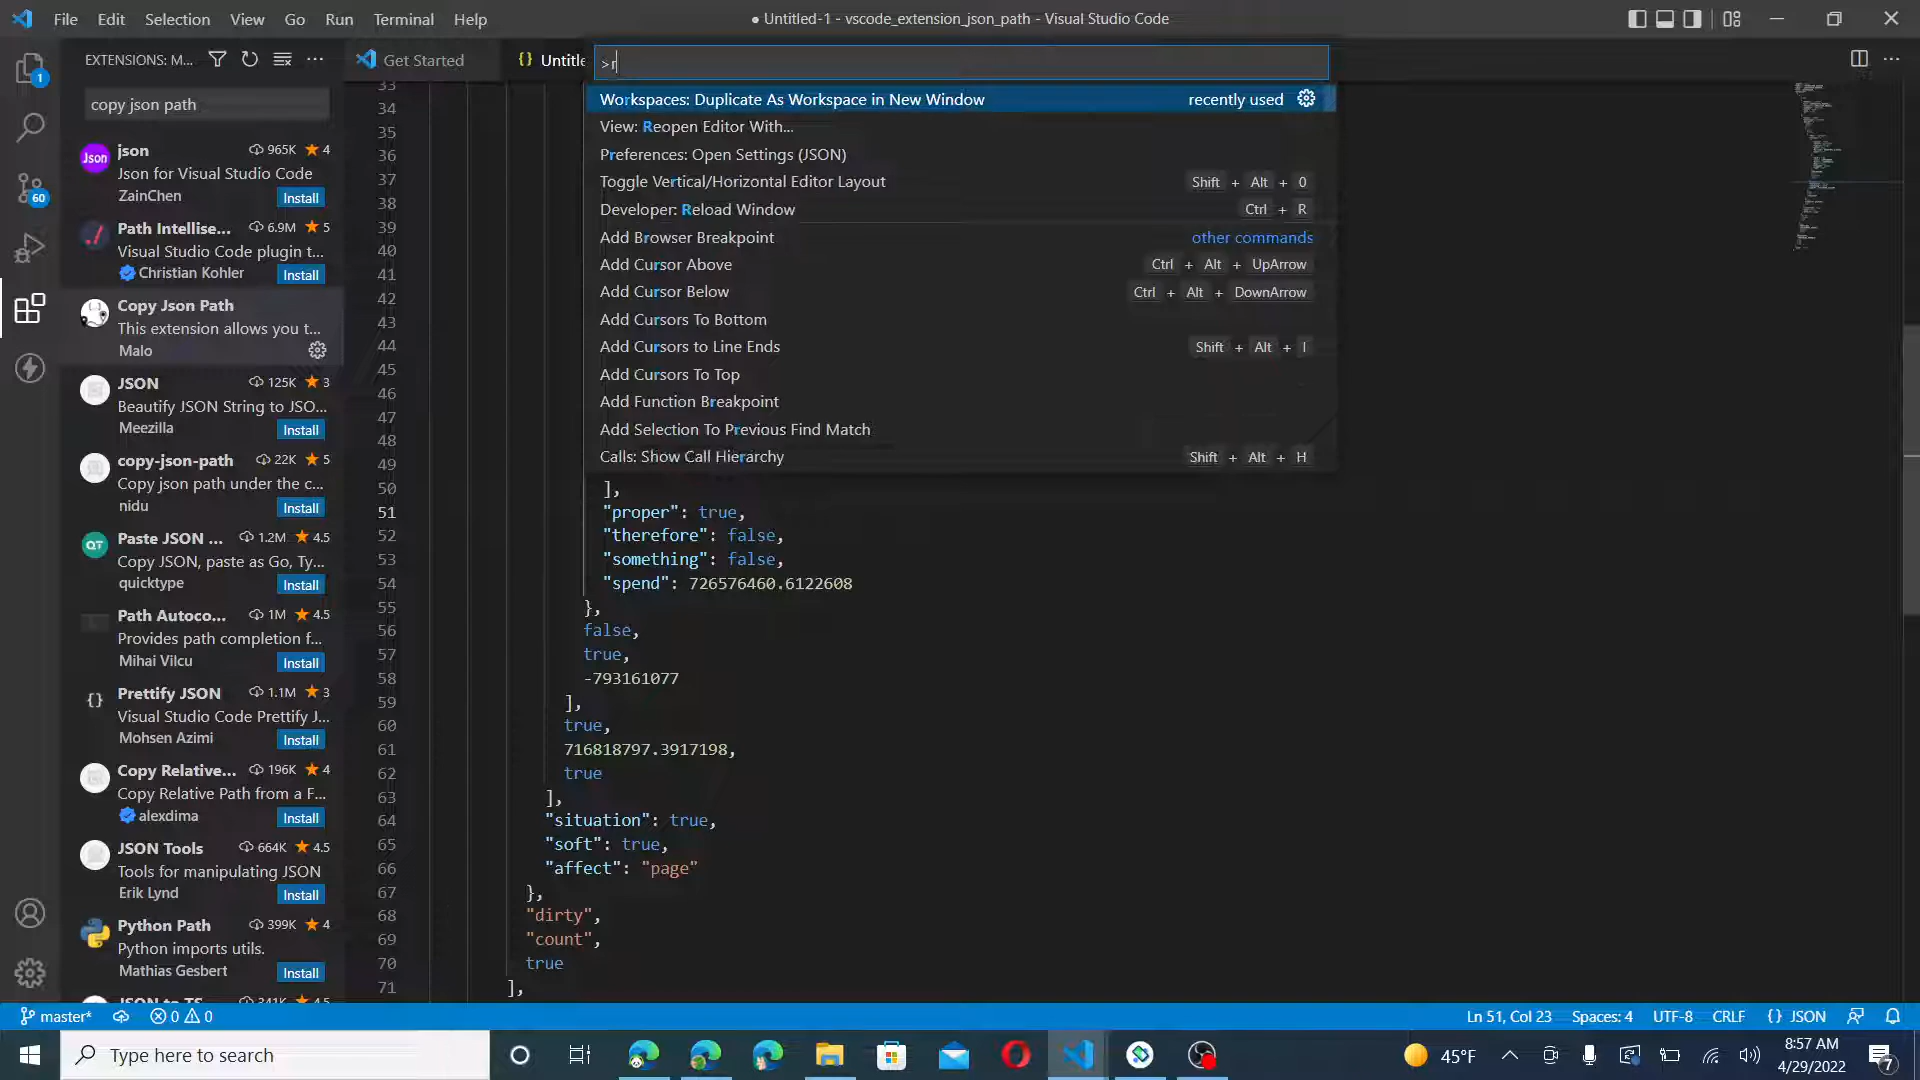 File Edit Selection View Go Run Terminal Help
● Untitled-1 - vscode_extension_json_path - Visual Studio Code
EXTENSIONS: M...
Get Started
{} Untitle
>r
copy json path
Workspaces: Duplicate As Workspace in New Window recently used
View: Reopen Editor With...
Preferences: Open Settings (JSON)
Toggle Vertical/Horizontal Editor Layout Shift + Alt + 0
Developer: Reload Window Ctrl + R
Add Browser Breakpoint other commands
Add Cursor Above Ctrl + Alt + UpArrow
Add Cursor Below Ctrl + Alt + DownArrow
Add Cursors To Bottom
Add Cursors to Line Ends Shift + Alt + I
Add Cursors To Top
Add Function Breakpoint
Add Selection To Previous Find Match
Calls: Show Call Hierarchy Shift + Alt + H
1
60
Json
json 965K ★ 4
Json for Visual Studio Code
ZainChen Install
Path Intellise... 6.9M ★ 5
Visual Studio Code plugin t...
Christian Kohler Install
Copy Json Path
This extension allows you t...
Malo
JSON 125K ★ 3
Beautify JSON String to JSO...
Meezilla Install
copy-json-path 22K ★ 5
Copy json path under the c...
nidu Install
QT
Paste JSON ... 1.2M ★ 4.5
Copy JSON, paste as Go, Ty...
quicktype Install
Path Autoco... 1M ★ 4.5
Provides path completion f...
Mihai Vilcu Install
{}
Prettify JSON 1.1M ★ 3
Visual Studio Code Prettify J...
Mohsen Azimi Install
Copy Relative... 196K ★ 4
Copy Relative Path from a F...
alexdima Install
JSON Tools 664K ★ 4.5
Tools for manipulating JSON
Erik Lynd Install
Python Path 399K ★ 4
Python imports utils.
Mathias Gesbert Install
JSON to TS 341K ★ 4.5
33
34
35
36
37
38
39
40
41
42
43
44
45
46
47
48
49
50 ],
51 "proper": true,
52 "therefore": false,
53 "something": false,
54 "spend": 726576460.6122608
55 },
56 false,
57 true,
58 -793161077
59 ],
60 true,
61 716818797.3917198,
62 true
63 ],
64 "situation": true,
65 "soft": true,
66 "affect": "page"
67 },
68 "dirty",
69 "count",
70 true
71 ],
master* 0 0 Ln 51, Col 23 Spaces: 4 UTF-8 CRLF {} JSON
Type here to search
45°F
8:57 AM
4/29/2022
7